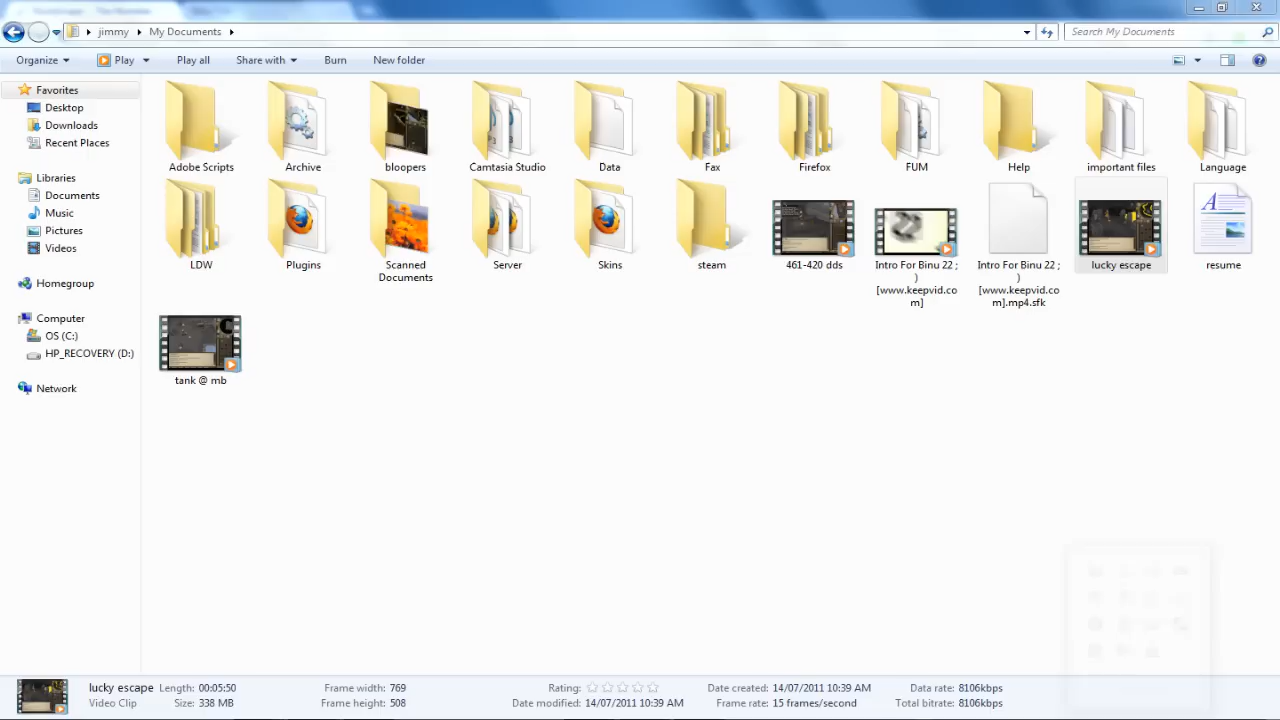 jimmy
My Documents
Search My Documents
Organize
Play
Play all
Share with
Burn
New folder
Favorites
Desktop
Downloads
Recent Places
Libraries
Documents
Music
Pictures
Videos
Homegroup
Computer
OS (C:)
HP_RECOVERY (D:)
Network
Adobe Scripts
Archive
bloopers
Camtasia Studio
Data
Fax
Firefox
FUM
Help
important files
Language
LDW
Plugins
Scanned
Documents
Server
Skins
steam
461-420 dds
Intro For Binu 22 ;
)
[www.keepvid.co
m]
Intro For Binu 22 ;
)
[www.keepvid.co
m].mp4.sfk
lucky escape
resume
tank @ mb
lucky escape Length: 00:05:50 Frame width: 769 Rating: Date created: 14/07/2011 10:39 AM Data rate: 8106kbps
Video Clip Size: 338 MB Frame height: 508 Date modified: 14/07/2011 10:39 AM Frame rate: 15 frames/second Total bitrate: 8106kbps